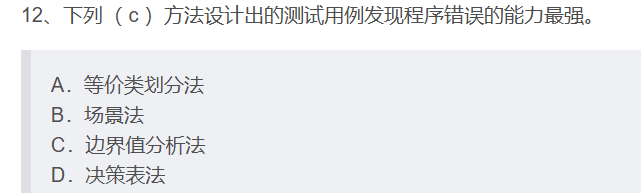 12、下列（c）方法设计出的测试用例发现程序错误的能力最强。
A．等价类划分法
B．场景法
C．边界值分析法
D．决策表法